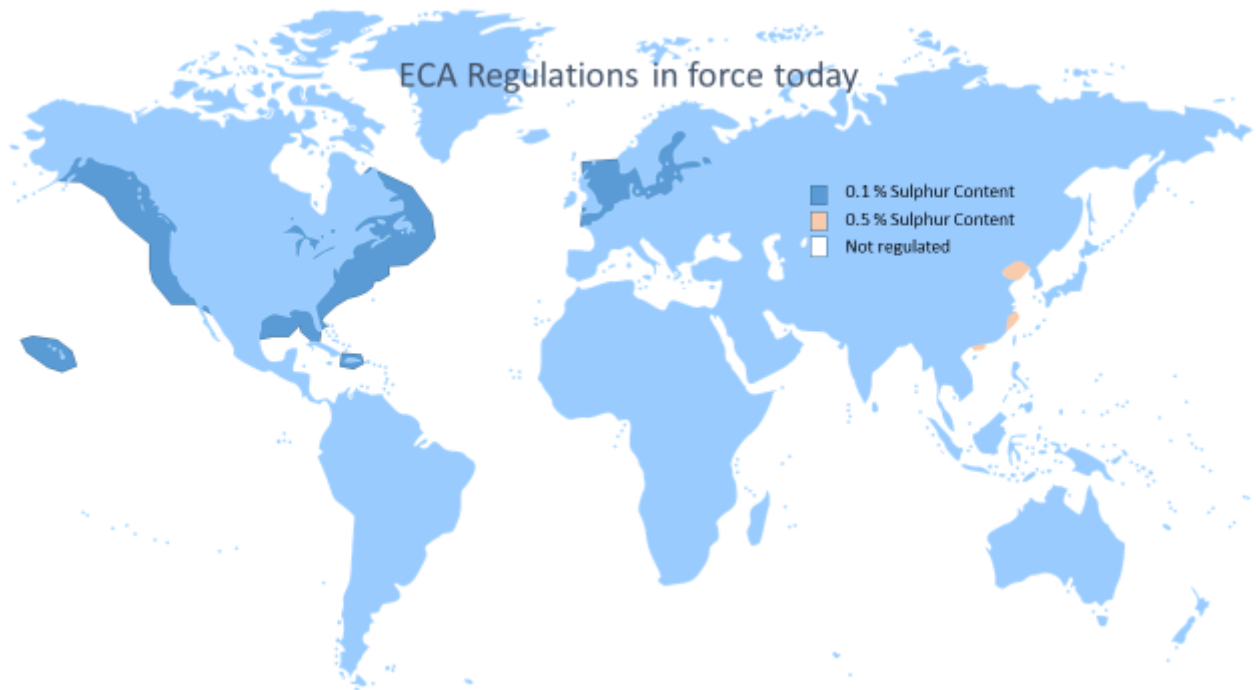 ECA Regulations in force today
0.1 % Sulphur Content
0.5 % Sulphur Content
Not regulated